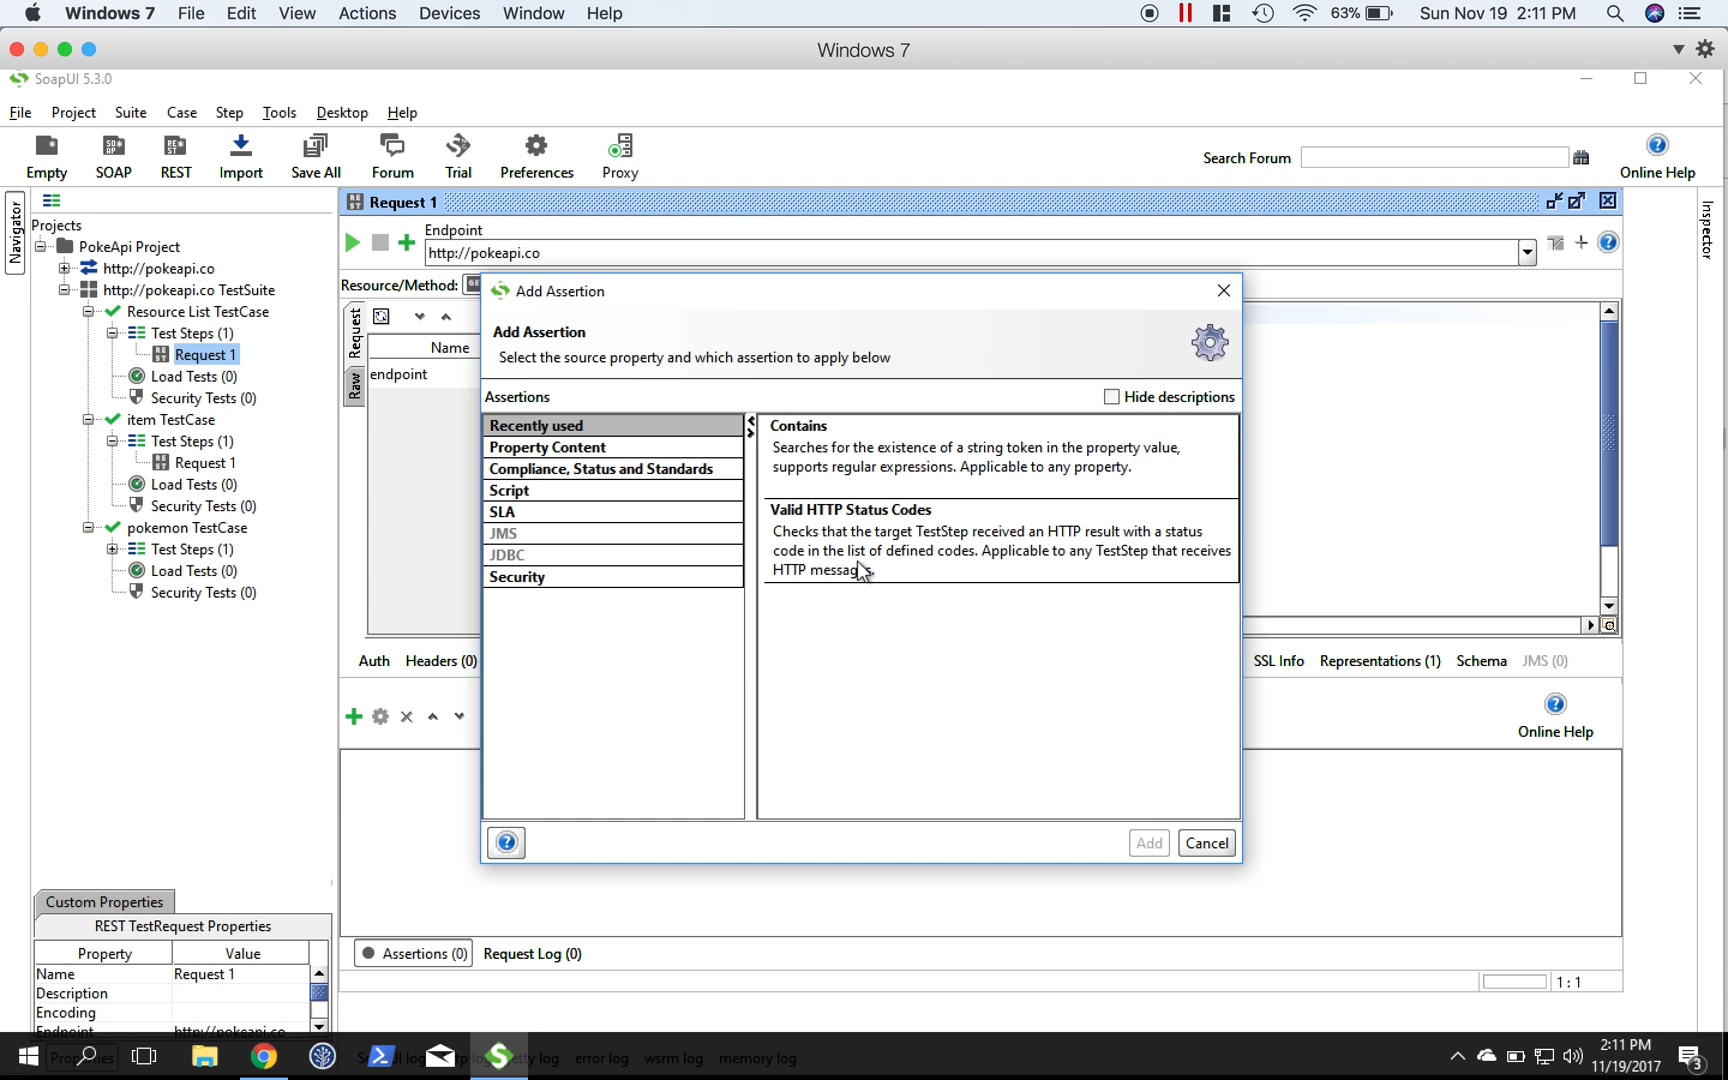 Windows 7 File Edit View Actions Devices Window Help 63% Sun Nov 19 2:11 PM
Windows 7
SoapUI 5.3.0
File Project Suite Case Step Tools Desktop Help
Empty SOAP REST Import Save All Forum Trial Preferences Proxy
Search Forum
Online Help
Navigator
Projects
PokeApi Project
http://pokeapi.co
http://pokeapi.co TestSuite
Resource List TestCase
Test Steps (1)
Request 1
Load Tests (0)
Security Tests (0)
item TestCase
Test Steps (1)
Request 1
Load Tests (0)
Security Tests (0)
pokemon TestCase
Test Steps (1)
Load Tests (0)
Security Tests (0)
Request 1
Endpoint
http://pokeapi.co
Resource/Method:
Request
Raw
Name
endpoint
Inspector
Add Assertion
Add Assertion
Select the source property and which assertion to apply below
Assertions
Hide descriptions
Recently used
Property Content
Compliance, Status and Standards
Script
SLA
JMS
JDBC
Security
Contains
Searches for the existence of a string token in the property value,
supports regular expressions. Applicable to any property.
Valid HTTP Status Codes
Checks that the target TestStep received an HTTP result with a status
code in the list of defined codes. Applicable to any TestStep that receives
HTTP messages.
Add Cancel
Auth Headers (0) SSL Info Representations (1) Schema JMS (0)
Online Help
Assertions (0) Request Log (0)
1 : 1
Custom Properties
REST TestRequest Properties
Property Value
Name Request 1
Description
Encoding
Endpoint http://pokeapi.co
error log wsrm log memory log
2:11 PM
11/19/2017
3